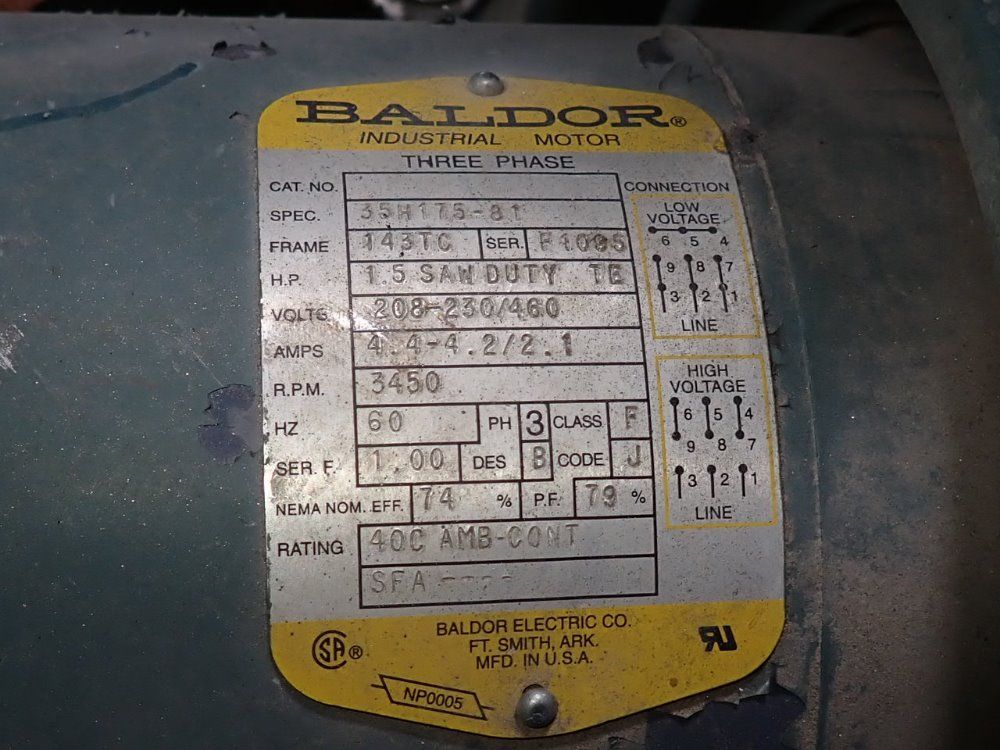 BALDOR®
INDUSTRIAL MOTOR
THREE PHASE
CAT. NO.
SPEC. 35H175-81
FRAME 143TC SER. F1095
H.P. 1.5 SAW DUTY TE
VOLTS 208-230/460
AMPS 4.4-4.2/2.1
R.P.M. 3450
HZ 60 PH 3 CLASS F
SER. F. 1.00 DES B CODE J
NEMA NOM. EFF. 74 % P.F. 79 %
RATING 40C AMB-CONT
SFA ----
CONNECTION
LOW
VOLTAGE
6 5 4
9 8 7
3 2 1
LINE
HIGH
VOLTAGE
6 5 4
9 8 7
3 2 1
LINE
SA®
BALDOR ELECTRIC CO.
FT. SMITH, ARK.
MFD. IN U.S.A.
RU
NP0005